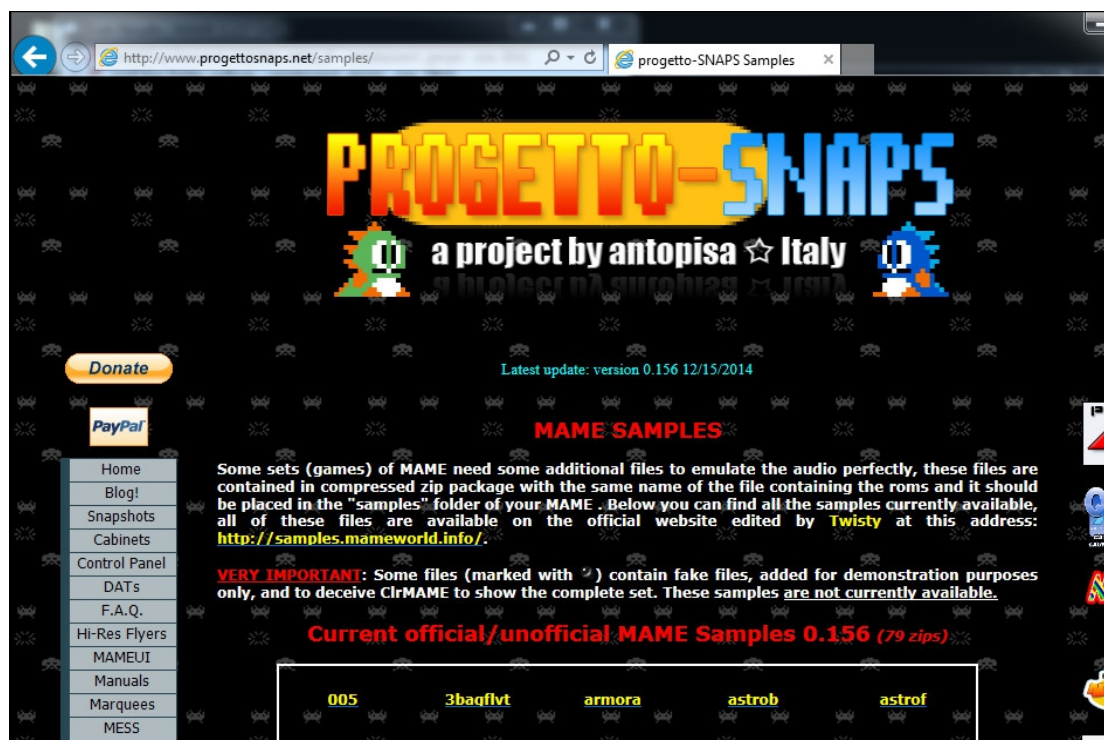 http://www.progettosnaps.net/samples/
progetto-SNAPS Samples
PROGETTO-SNAPS
a project by antopisa ☆ Italy
Donate
Latest update: version 0.156 12/15/2014
PayPal
MAME SAMPLES
Home
Blog!
Snapshots
Cabinets
Control Panel
DATs
F.A.Q.
Hi-Res Flyers
MAMEUI
Manuals
Marquees
MESS
Some sets (games) of MAME need some additional files to emulate the audio perfectly, these files are
contained in compressed zip package with the same name of the file containing the roms and it should
be placed in the "samples" folder of your MAME . Below you can find all the samples currently available,
all of these files are available on the official website edited by Twisty at this address:
http://samples.mameworld.info/.
VERY IMPORTANT: Some files (marked with ) contain fake files, added for demonstration purposes
only, and to deceive ClrMAME to show the complete set. These samples are not currently available.
Current official/unofficial MAME Samples 0.156 (79 zips)
005 3bagflvt armora astrob astrof